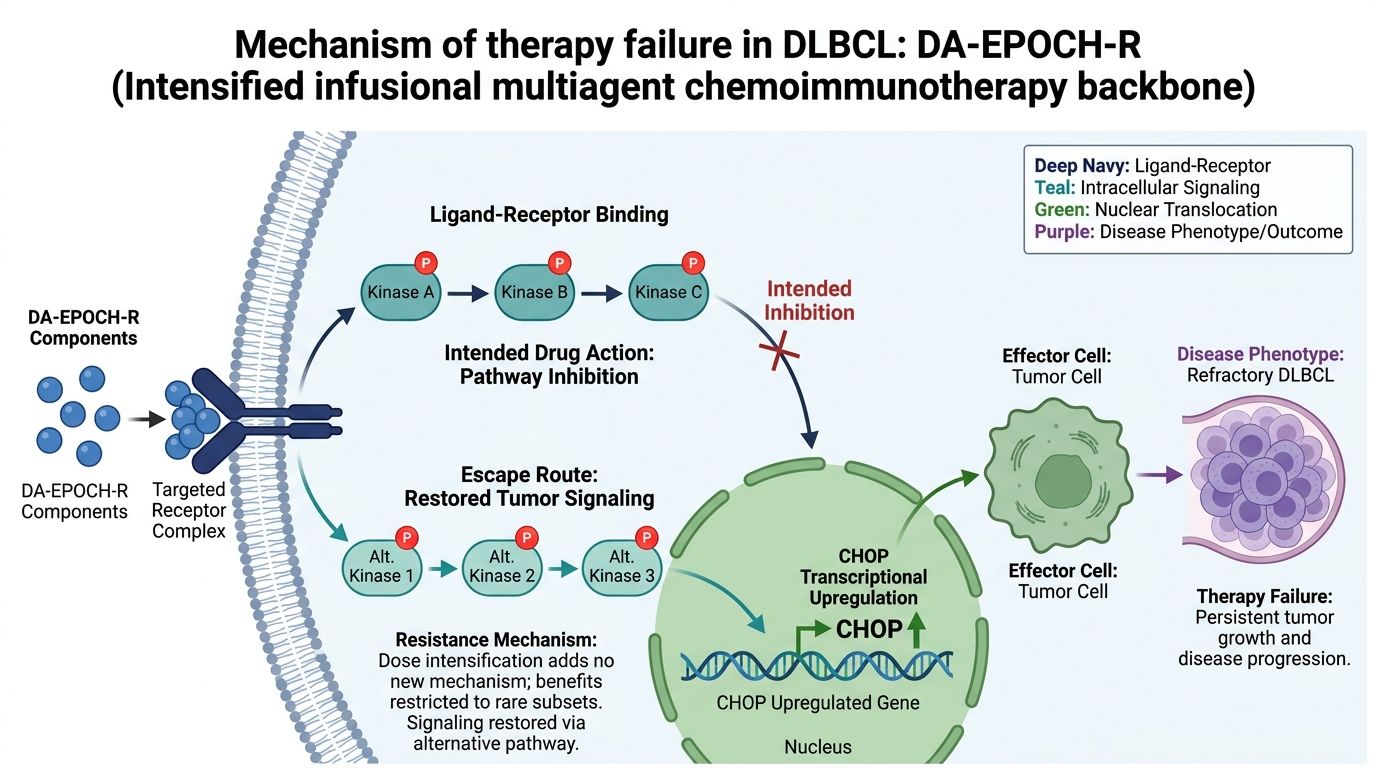 Mechanism of therapy failure in DLBCL: DA-EPOCH-R
(Intensified infusional multiagent chemoimmunotherapy backbone)
Deep Navy: Ligand-Receptor
Teal: Intracellular Signaling
Green: Nuclear Translocation
Purple: Disease Phenotype/Outcome
DA-EPOCH-R
Components
DA-EPOCH-R
Components
Targeted
Receptor
Complex
Ligand-Receptor Binding
P
P
P
Kinase A
Kinase B
Kinase C
Intended Drug Action:
Pathway Inhibition
Intended
Inhibition
Escape Route:
Restored Tumor Signaling
P
P
P
Alt.
Kinase 1
Alt.
Kinase 2
Alt.
Kinase 3
Resistance Mechanism:
Dose intensification adds no
new mechanism; benefits
restricted to rare subsets.
Signaling restored via
alternative pathway.
CHOP
Transcriptional
Upregulation
CHOP
CHOP Upregulated Gene
Nucleus
Effector Cell:
Tumor Cell
Effector Cell:
Tumor Cell
Disease Phenotype:
Refractory DLBCL
Therapy Failure:
Persistent tumor
growth and
disease progression.